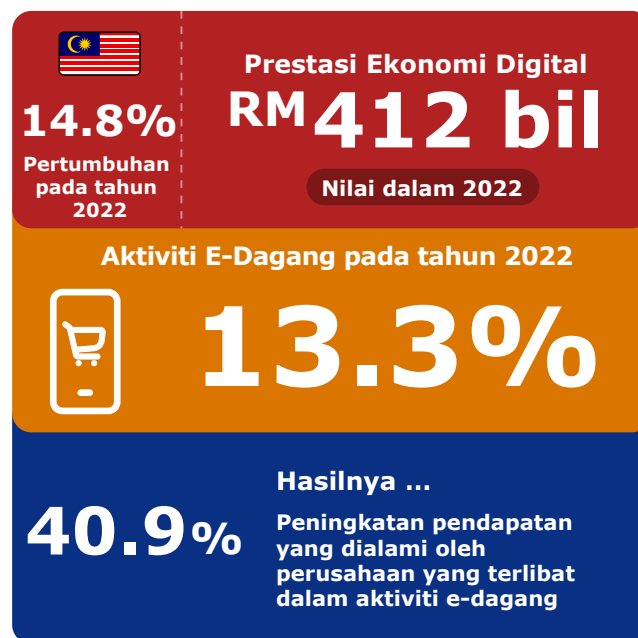 14.8%
Pertumbuhan
pada tahun
2022
Prestasi Ekonomi Digital
RM412 bil
Nilai dalam 2022
Aktiviti E-Dagang pada tahun 2022
13.3%
40.9%
Hasilnya ...
Peningkatan pendapatan
yang dialami oleh
perusahaan yang terlibat
dalam aktiviti e-dagang